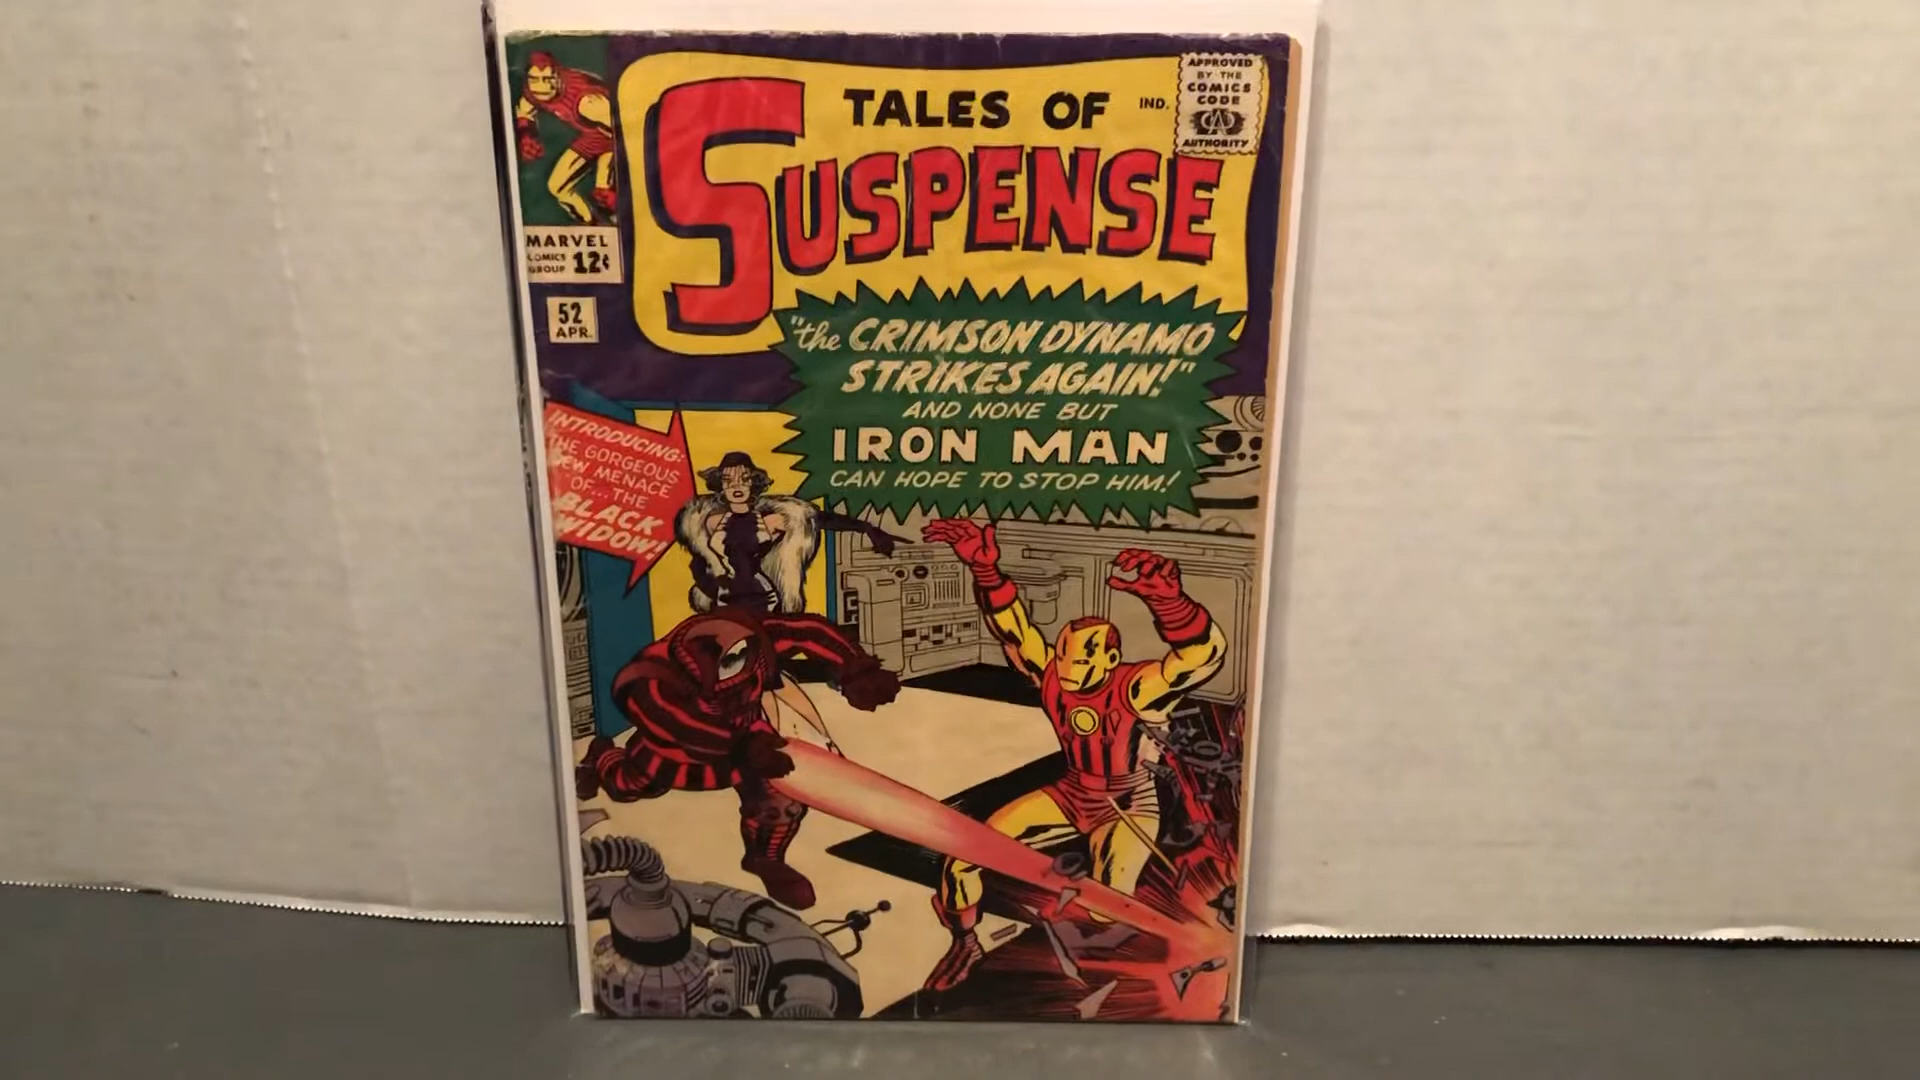 MARVEL
COMICS
GROUP 12¢
52
APR.
TALES OF
SUSPENSE
IND.
APPROVED
BY THE
COMICS
CODE
CA
AUTHORITY
"the CRIMSON DYNAMO
STRIKES AGAIN!"
AND NONE BUT
IRON MAN
CAN HOPE TO STOP HIM!
INTRODUCING:
THE GORGEOUS
NEW MENACE
OF...THE
BLACK
WIDOW!